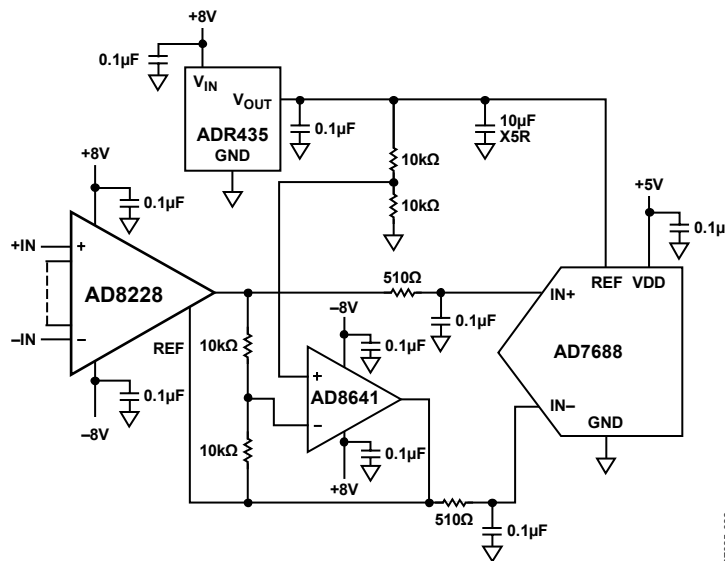 +8V
0.1µF
VIN
VOUT
ADR435
GND
0.1µF
10µF
X5R
10kΩ
10kΩ
+8V
0.1µF
+IN
+
AD8228
–
–IN
REF
0.1µF
–8V
510Ω
0.1µF
+5V
0.1µ
REF VDD
IN+
AD7688
IN–
GND
10kΩ
10kΩ
–8V
0.1µF
+
AD8641
–
0.1µF
+8V
510Ω
0.1µF